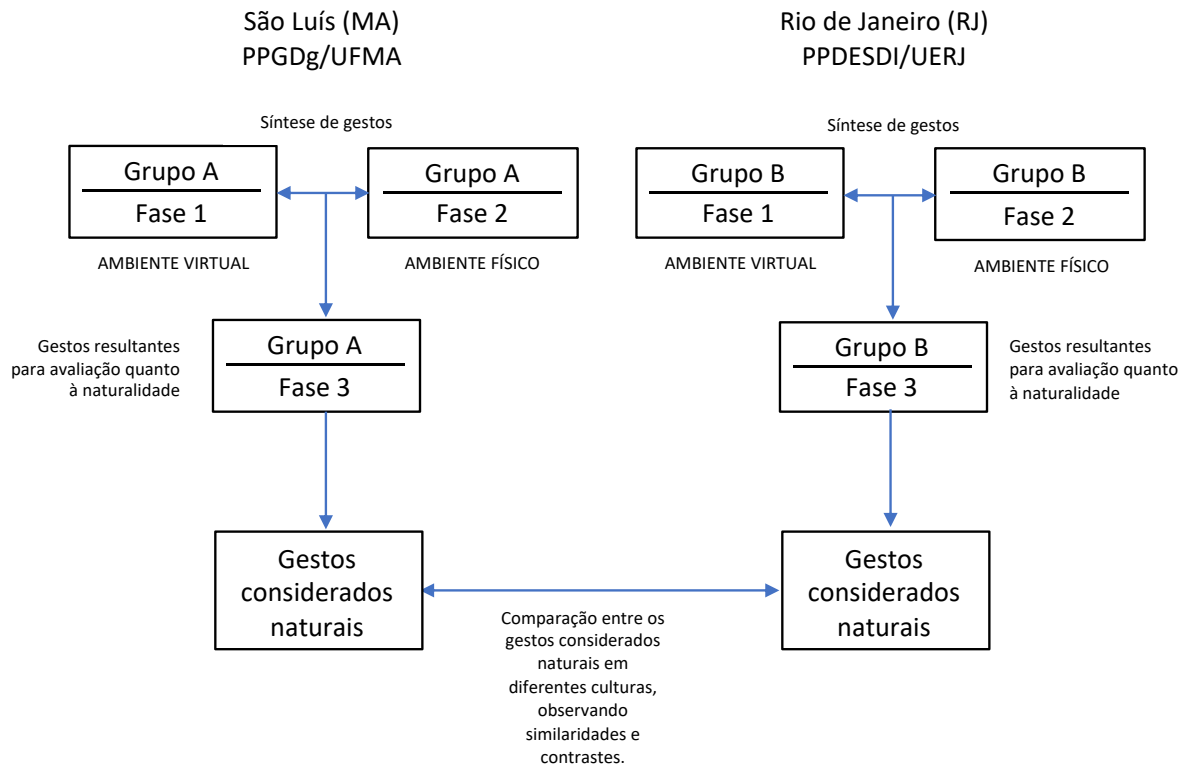 São Luís (MA)
PPGDg/UFMA
Rio de Janeiro (RJ)
PPDESDI/UERJ
Síntese de gestos
Síntese de gestos
Grupo A
Fase 1
Grupo A
Fase 2
Grupo B
Fase 1
Grupo B
Fase 2
AMBIENTE VIRTUAL
AMBIENTE FÍSICO
AMBIENTE VIRTUAL
AMBIENTE FÍSICO
Gestos resultantes
para avaliação quanto
à naturalidade
Grupo A
Fase 3
Grupo B
Fase 3
Gestos resultantes
para avaliação quanto
à naturalidade
Gestos
considerados
naturais
Gestos
considerados
naturais
Comparação entre os
gestos considerados
naturais em
diferentes culturas,
observando
similaridades e
contrastes.